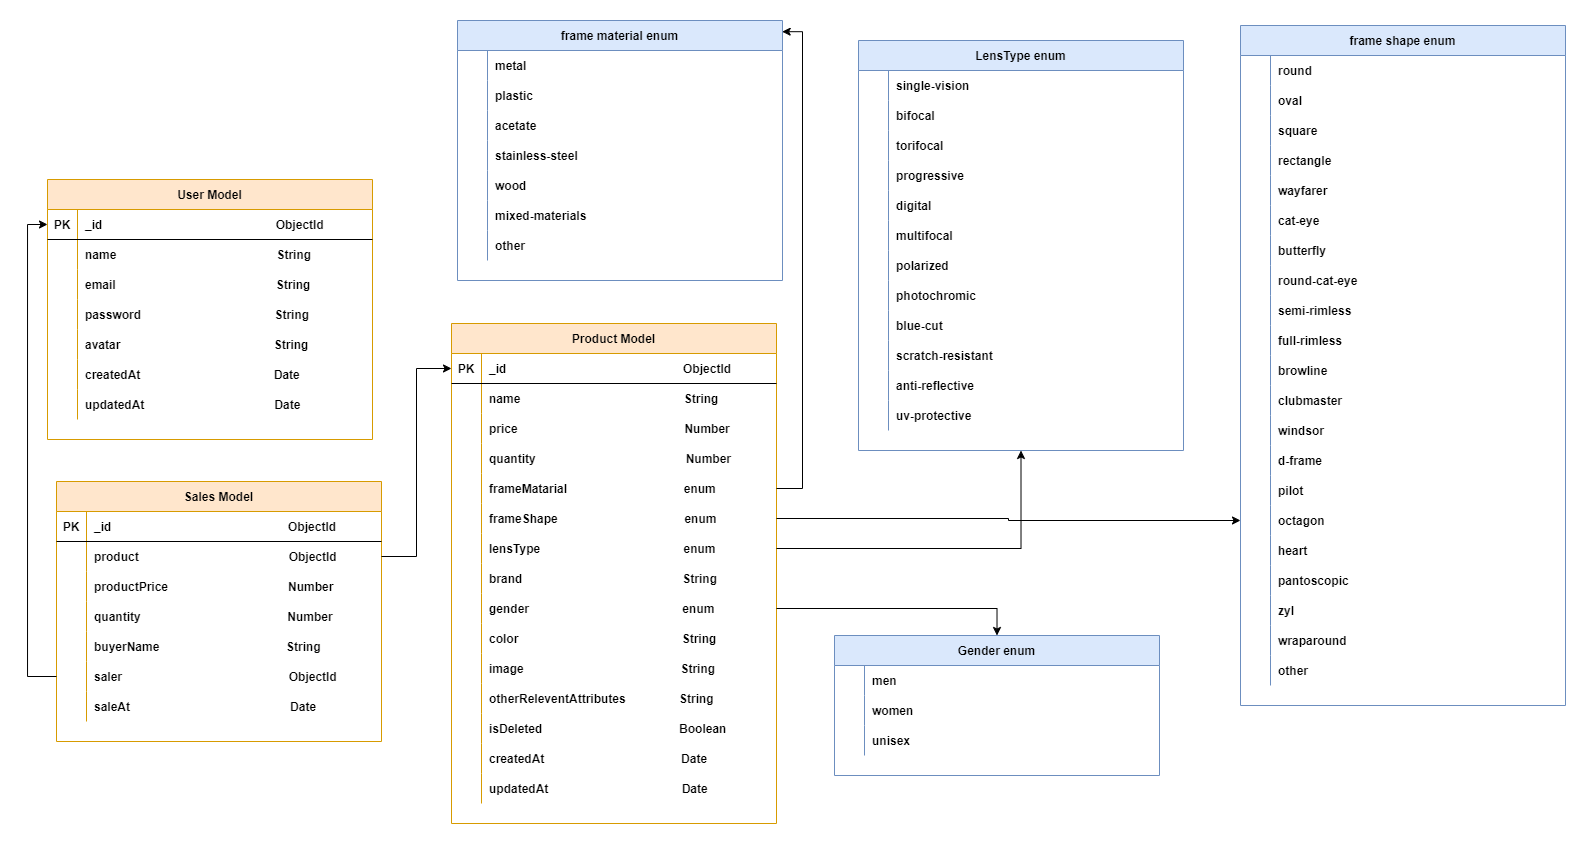 frame material enum
metal
plastic
acetate
stainless-steel
wood
mixed-materials
other
LensType enum
single-vision
bifocal
torifocal
progressive
digital
multifocal
polarized
photochromic
blue-cut
scratch-resistant
anti-reflective
uv-protective
frame shape enum
round
oval
square
rectangle
wayfarer
cat-eye
butterfly
round-cat-eye
semi-rimless
full-rimless
browline
clubmaster
windsor
d-frame
pilot
octagon
heart
pantoscopic
zyl
wraparound
other
User Model
PK _id ObjectId
name String
email String
password String
avatar String
createdAt Date
updatedAt Date
Product Model
PK _id ObjectId
name String
price Number
quantity Number
frameMatarial enum
frameShape enum
lensType enum
brand String
gender enum
color String
image String
otherReleventAttributes String
isDeleted Boolean
createdAt Date
updatedAt Date
Sales Model
PK _id ObjectId
product ObjectId
productPrice Number
quantity Number
buyerName String
saler ObjectId
saleAt Date
Gender enum
men
women
unisex